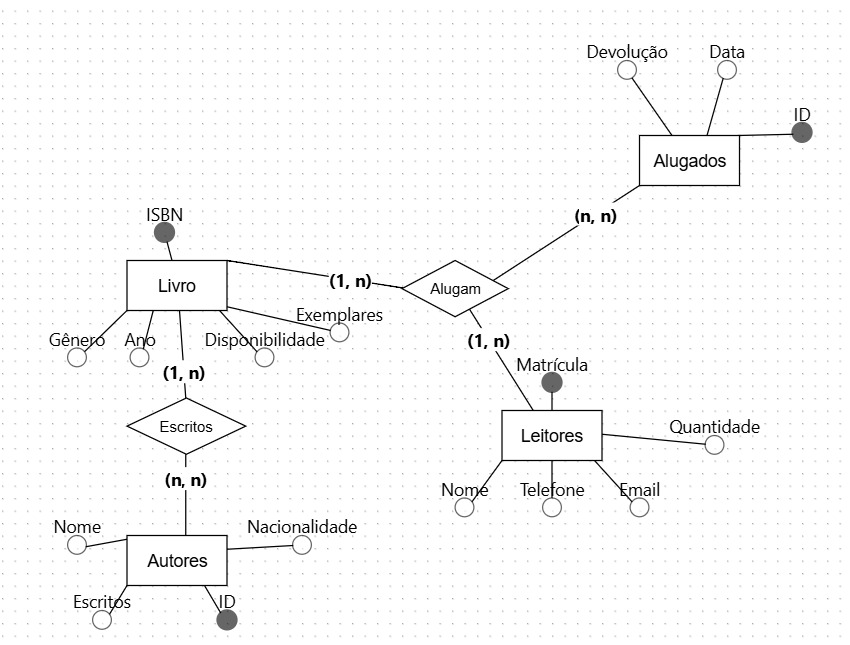 Devolução
Data
ID
Alugados
(n, n)
ISBN
Livro
(1, n)
Alugam
Exemplares
Gênero
Ano
Disponibilidade
(1, n)
(1, n)
Matrícula
Escritos
Leitores
Quantidade
(n, n)
Nome
Telefone
Email
Nome
Nacionalidade
Autores
Escritos
ID